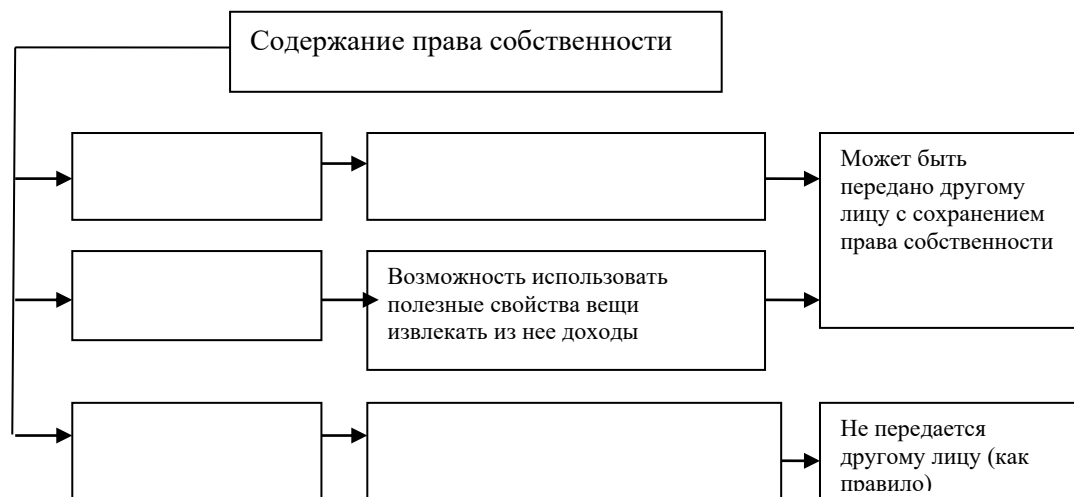 Содержание права собственности
Может быть
передано другому
лицу с сохранением
права собственности
Возможность использовать
полезные свойства вещи
извлекать из нее доходы
Не передается
другому лицу (как
правило)